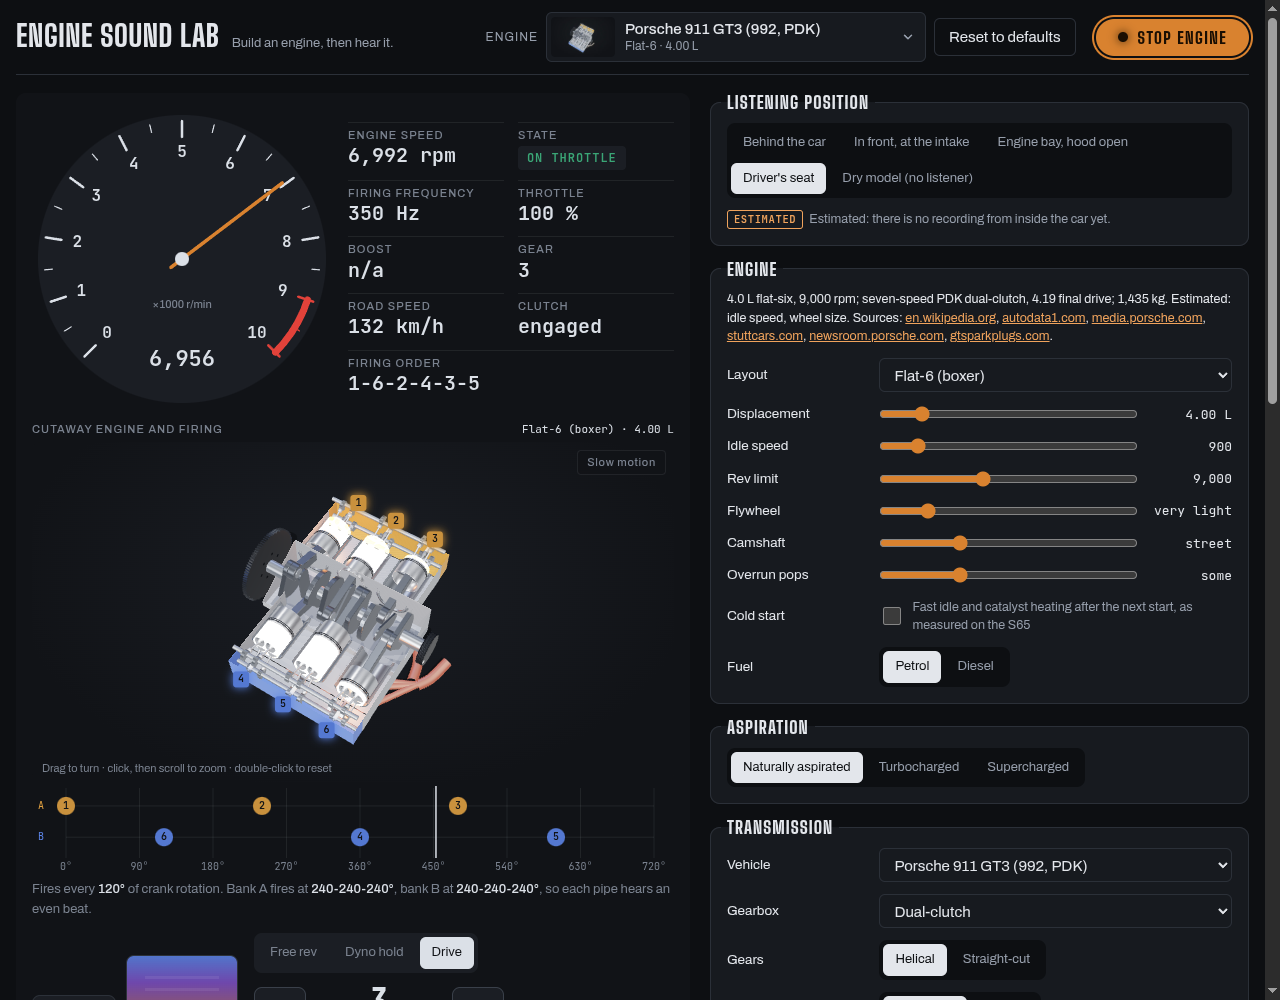 ENGINE SOUND LAB
Build an engine, then hear it.
ENGINE
Porsche 911 GT3 (992, PDK)
Flat-6 · 4.00 L
Reset to defaults
STOP ENGINE
0
1
2
3
4
5
6
7
8
9
10
×1000 r/min
6,956
ENGINE SPEED
6,992 rpm
STATE
ON THROTTLE
FIRING FREQUENCY
350 Hz
THROTTLE
100 %
BOOST
n/a
GEAR
3
ROAD SPEED
132 km/h
CLUTCH
engaged
FIRING ORDER
1-6-2-4-3-5
CUTAWAY ENGINE AND FIRING
Flat-6 (boxer) · 4.00 L
Slow motion
1
2
3
4
5
6
Drag to turn · click, then scroll to zoom · double-click to reset
A
1
2
3
B
6
4
5
0° 90° 180° 270° 360° 450° 540° 630° 720°
Fires every 120° of crank rotation. Bank A fires at 240-240-240°, bank B at 240-240-240°, so each pipe hears an
even beat.
Free rev
Dyno hold
Drive
3
LISTENING POSITION
Behind the car
In front, at the intake
Engine bay, hood open
Driver's seat
Dry model (no listener)
ESTIMATED
Estimated: there is no recording from inside the car yet.
ENGINE
4.0 L flat-six, 9,000 rpm; seven-speed PDK dual-clutch, 4.19 final drive; 1,435 kg. Estimated:
idle speed, wheel size. Sources: en.wikipedia.org, autodata1.com, media.porsche.com,
stuttcars.com, newsroom.porsche.com, gtsparkplugs.com.
Layout
Flat-6 (boxer)
Displacement
4.00 L
Idle speed
900
Rev limit
9,000
Flywheel
very light
Camshaft
street
Overrun pops
some
Cold start
Fast idle and catalyst heating after the next start, as
measured on the S65
Fuel
Petrol
Diesel
ASPIRATION
Naturally aspirated
Turbocharged
Supercharged
TRANSMISSION
Vehicle
Porsche 911 GT3 (992, PDK)
Gearbox
Dual-clutch
Gears
Helical
Straight-cut